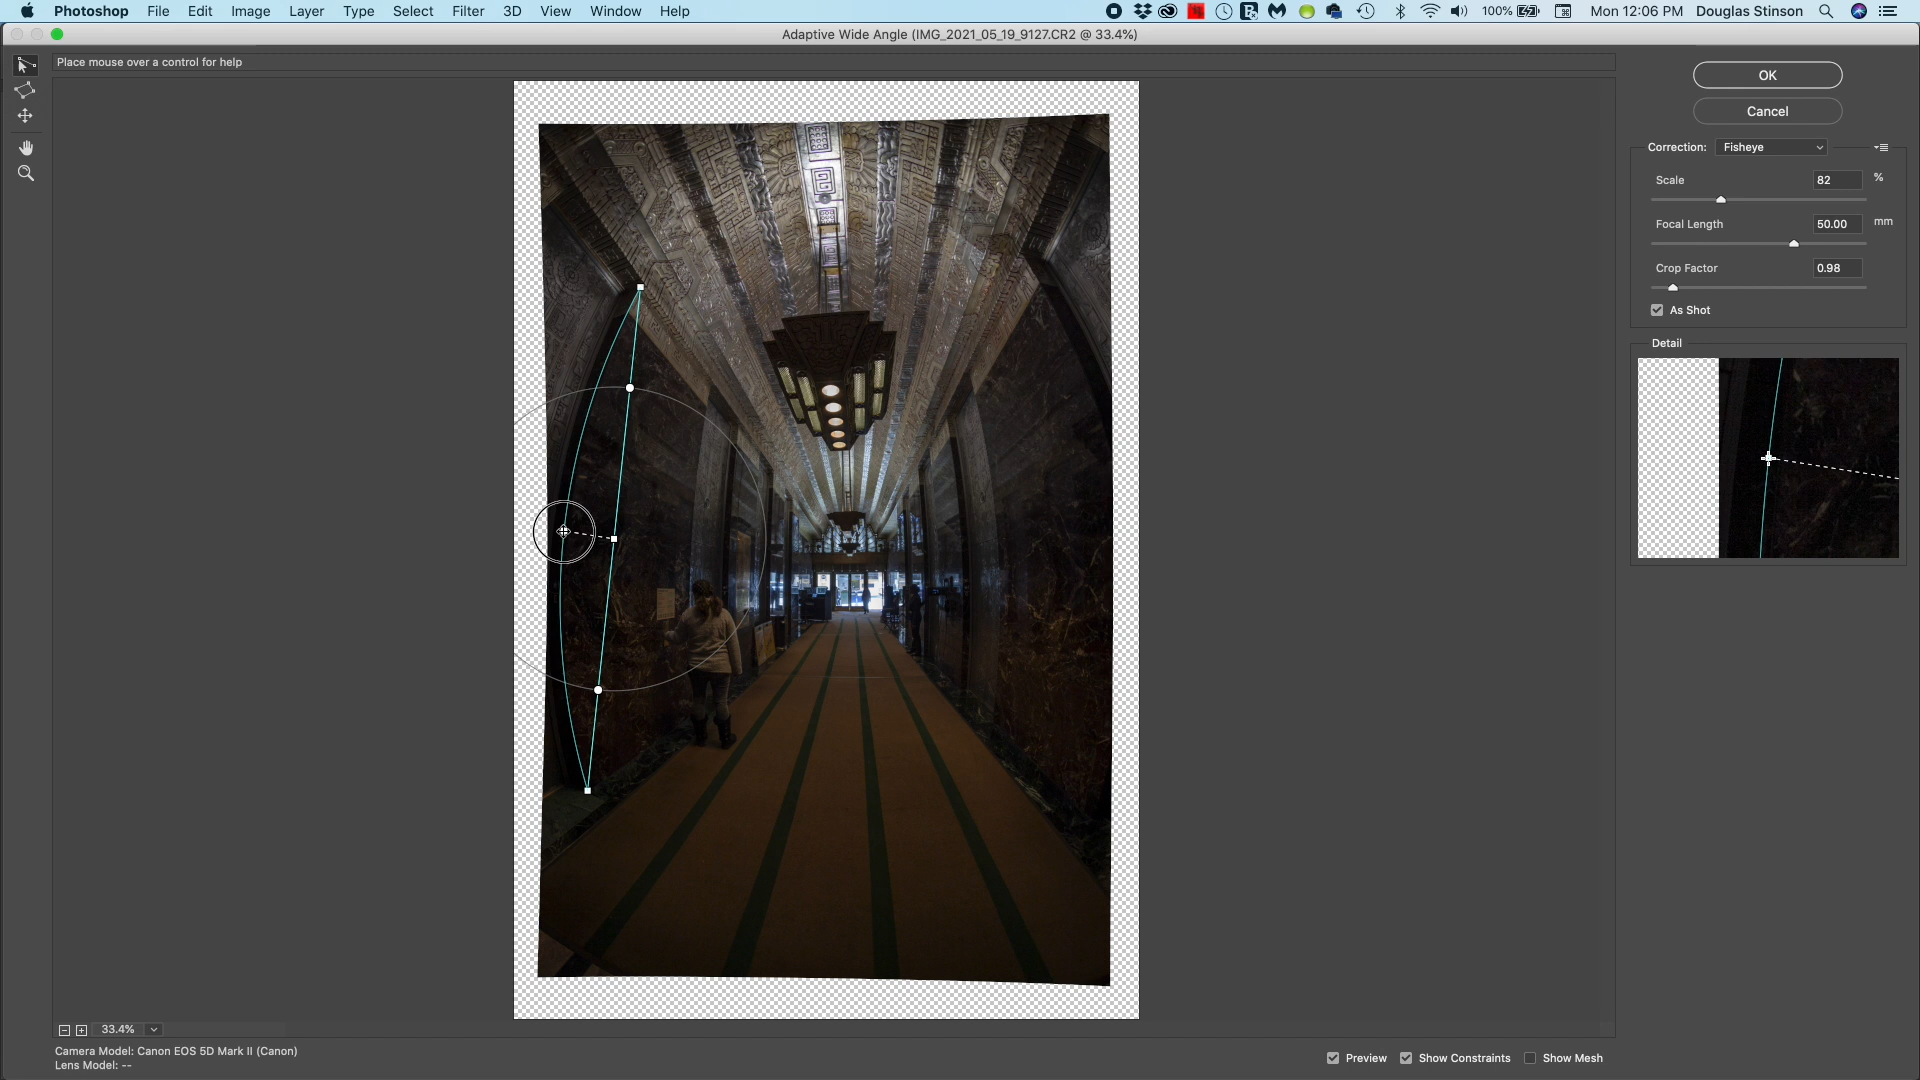 Photoshop File Edit Image Layer Type Select Filter 3D View Window Help 100% Mon 12:06 PM Douglas Stinson
Adaptive Wide Angle (IMG_2021_05_19_9127.CR2 @ 33.4%)
Place mouse over a control for help
OK
Cancel
Correction: Fisheye
Scale 82 %
Focal Length 50.00 mm
Crop Factor 0.98
As Shot
Detail
33.4%
Camera Model: Canon EOS 5D Mark II (Canon)
Lens Model: --
Preview Show Constraints Show Mesh